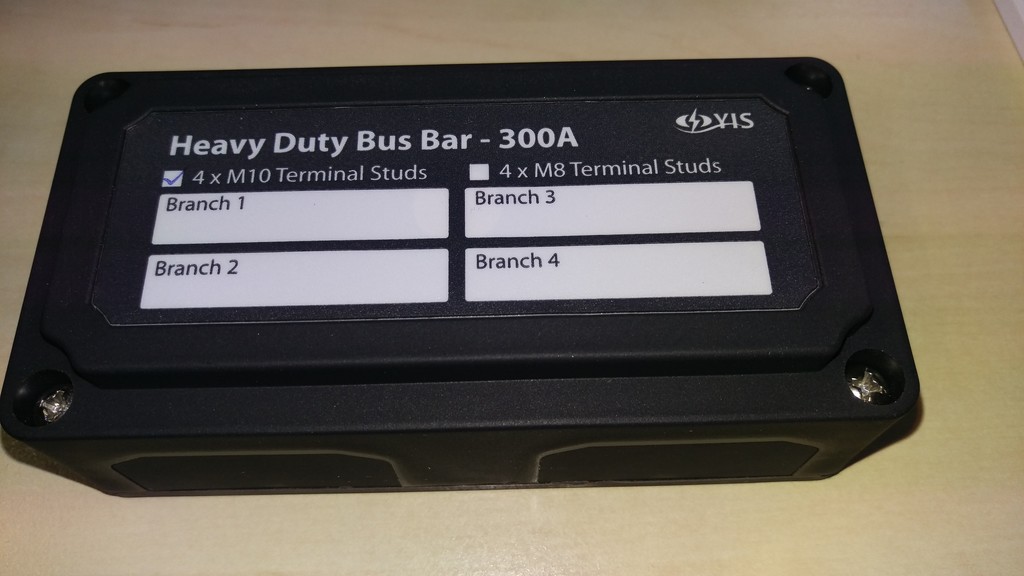 YIS
Heavy Duty Bus Bar - 300A
4 x M10 Terminal Studs
4 x M8 Terminal Studs
Branch 1
Branch 3
Branch 2
Branch 4